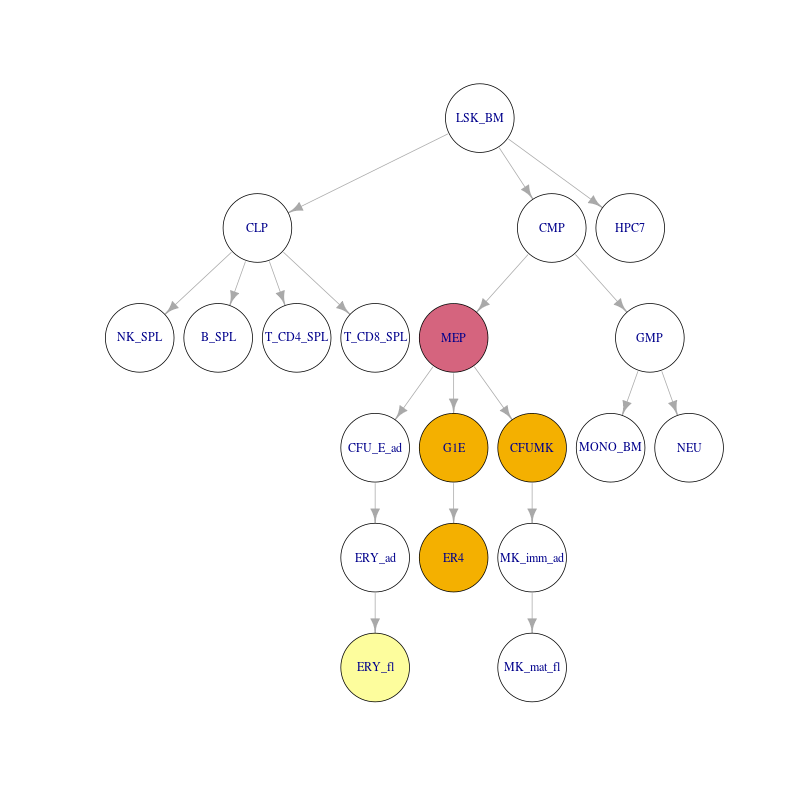 LSK_BM
CLP
CMP
HPC7
NK_SPL
B_SPL
T_CD4_SPL
T_CD8_SPL
MEP
GMP
CFU_E_ad
G1E
CFUMK
MONO_BM
NEU
ERY_ad
ER4
MK_imm_ad
ERY_fl
MK_mat_fl